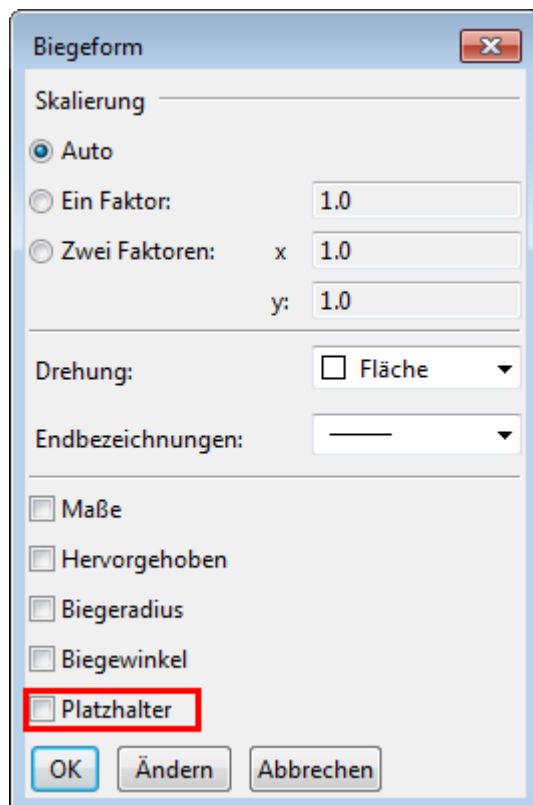 Biegeform
Skalierung
Auto
Ein Faktor: 1.0
Zwei Faktoren: x 1.0
y: 1.0
Drehung: Fläche
Endbezeichnungen:
Maße
Hervorgehoben
Biegeradius
Biegewinkel
Platzhalter
OK Ändern Abbrechen